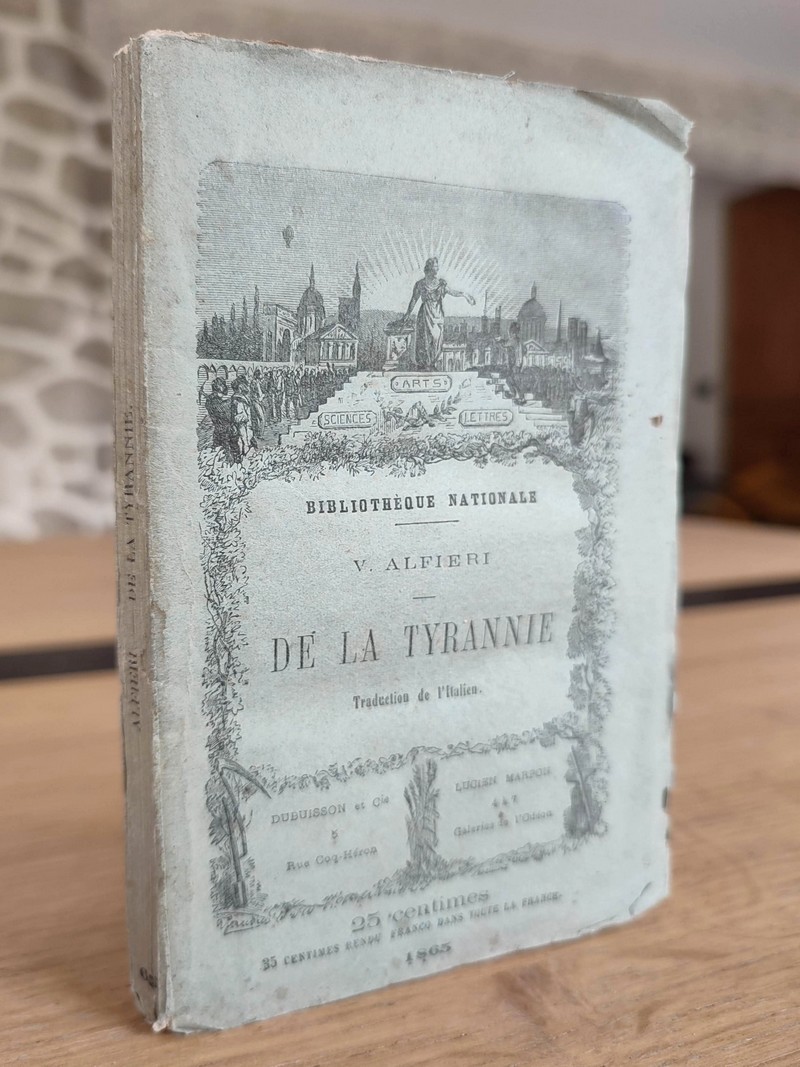 ARTS
SCIENCES
LETTRES
BIBLIOTHÈQUE NATIONALE
V. ALFIERI
DE LA TYRANNIE
Traduction de l'Italien.
DUBUISSON et Cie
5
Rue Coq-Héron
LUCIEN MARPON
4 à 7
Galeries de l'Odéon
25 centimes
35 CENTIMES RENDU FRANCO DANS TOUTE LA FRANCE.
1865
ALFIERI DE LA TYRANNIE.